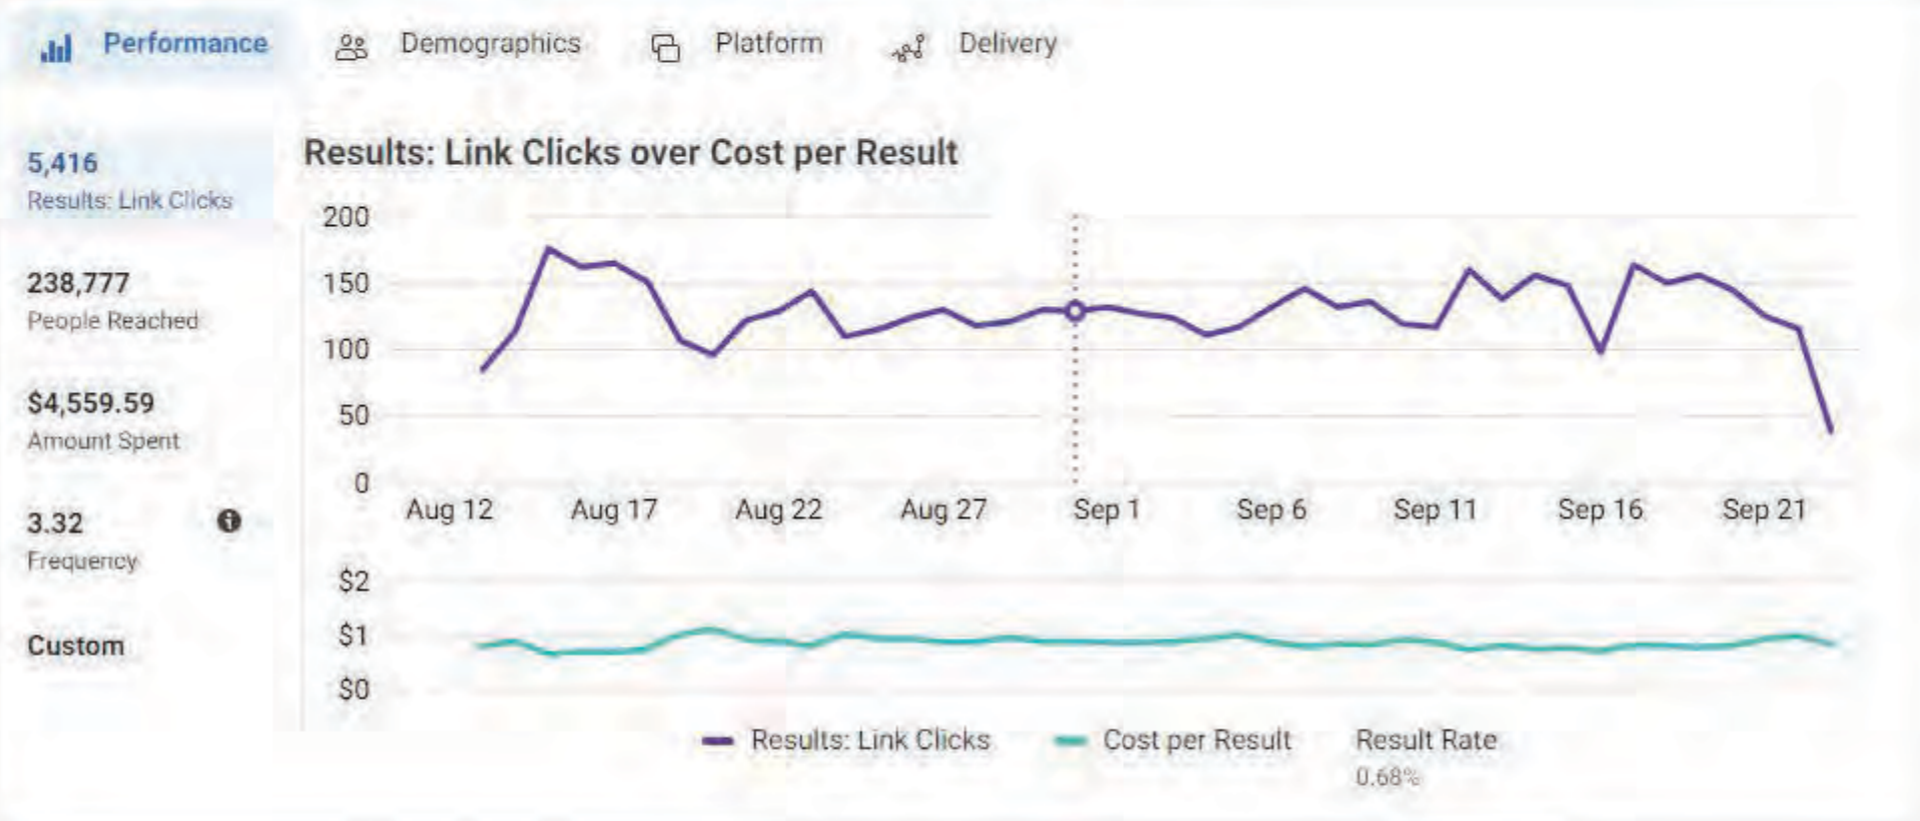 Performance Demographics Platform Delivery
5,416
Results: Link Clicks
238,777
People Reached
$4,559.59
Amount Spent
3.32
Frequency
Custom
Results: Link Clicks over Cost per Result
200
150
100
50
0
Aug 12 Aug 17 Aug 22 Aug 27 Sep 1 Sep 6 Sep 11 Sep 16 Sep 21
$2
$1
$0
Results: Link Clicks Cost per Result Result Rate
0.68%